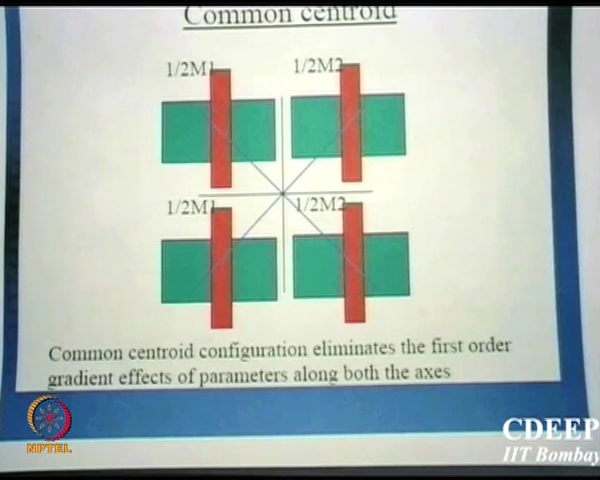 Common centroid
1/2M1 1/2M2
1/2M1 1/2M2
Common centroid configuration eliminates the first order
gradient effects of parameters along both the axes
NPTEL
CDEEP
IIT Bombay